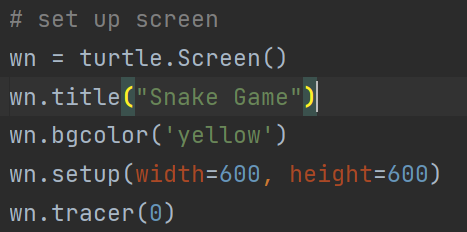 # set up screen
wn = turtle.Screen()
wn.title("Snake Game")
wn.bgcolor('yellow')
wn.setup(width=600, height=600)
wn.tracer(0)